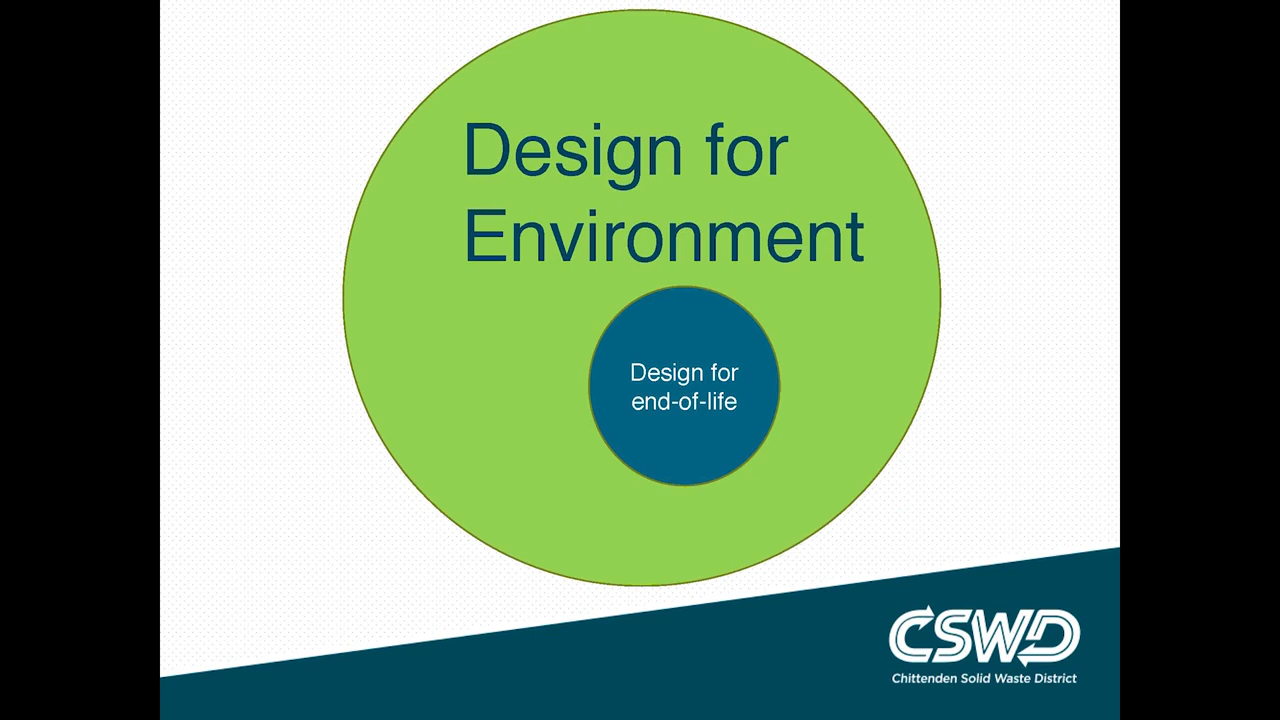 Design for
Environment
Design for
end-of-life
CSWD
Chittenden Solid Waste District